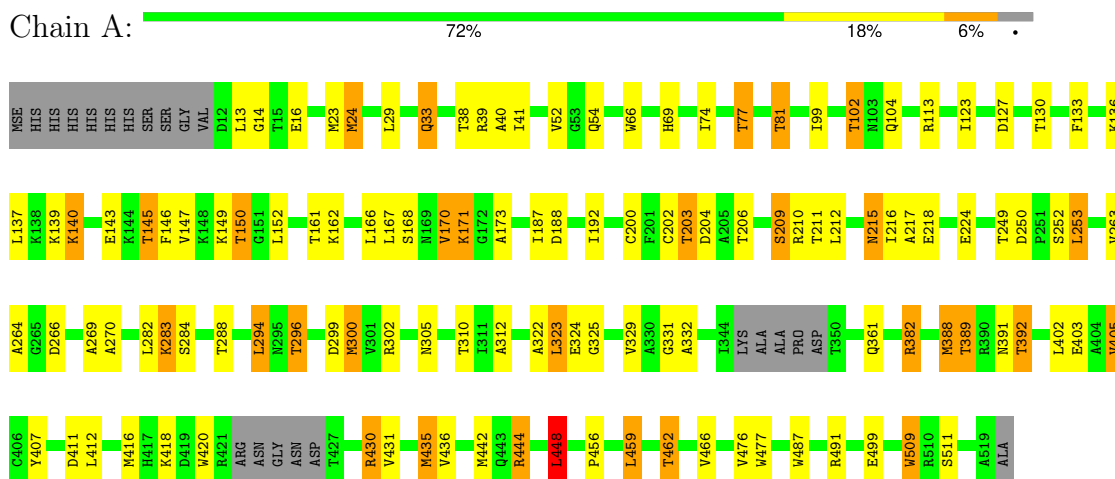 Chain A:
72% 18% 6% •
MSE HIS HIS HIS HIS HIS HIS SER SER GLY VAL D12 L13 G14 T15 E16 M23 M24 L29 Q33 T38 R39 A40 I41 V52 G53 Q54 W66 H69 I74 T77 T81 I99 T102 N103 Q104 R113 I123 D127 T130 F133
L137 K138 K139 K140 E143 K144 T145 F146 V147 K148 K149 T150 G151 L152 T161 K162 L166 L167 S168 N169 V170 K171 G172 A173 I187 D188 I192 C200 F201 C202 T203 D204 A205 T206 S209 R210 T211 L212 N215 I216 A217 E218 E224 T249 D250 P251 S252 L253
A264 G265 D266 A269 A270 L282 K283 S284 T288 L294 N295 T296 D299 M300 V301 R302 N305 T310 I311 A312 A322 L323 E324 G325 V329 A330 G331 A332 I344 LYS ALA ALA PRO ASP T350 Q361 R382 M388 T389 R390 N391 T392 L402 E403 A404
C406 Y407 D411 L412 M416 H417 K418 D419 W420 R421 ARG ASN GLY ASN ASP T427 R430 V431 M435 V436 M442 Q443 R444 L448 P456 L459 T462 V466 V476 W477 W487 R491 E499 W509 R510 S511 A519 ALA